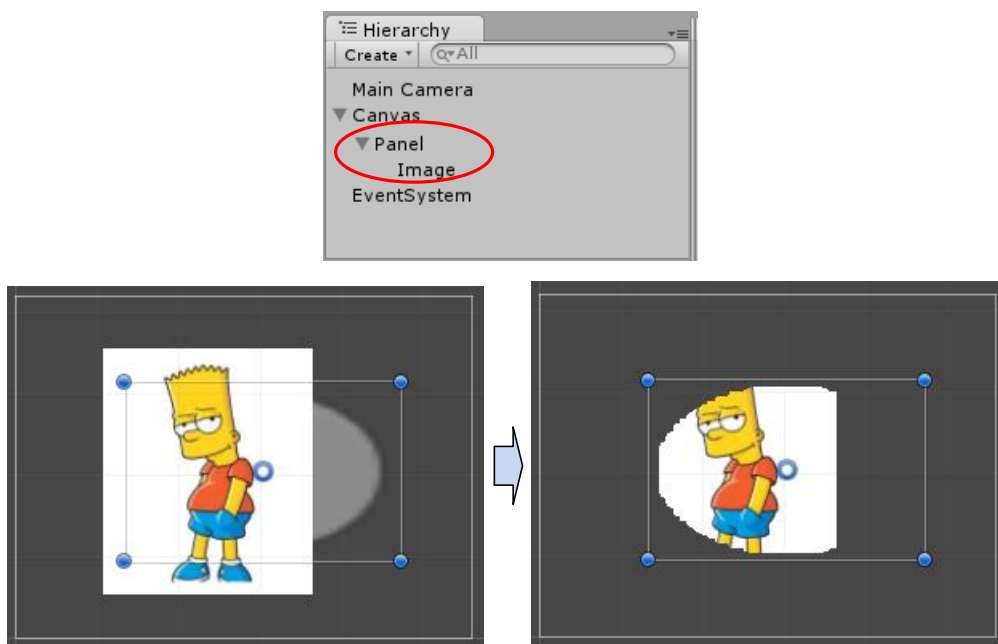 Hierarchy
Create
All
Main Camera
Canvas
Panel
Image
EventSystem